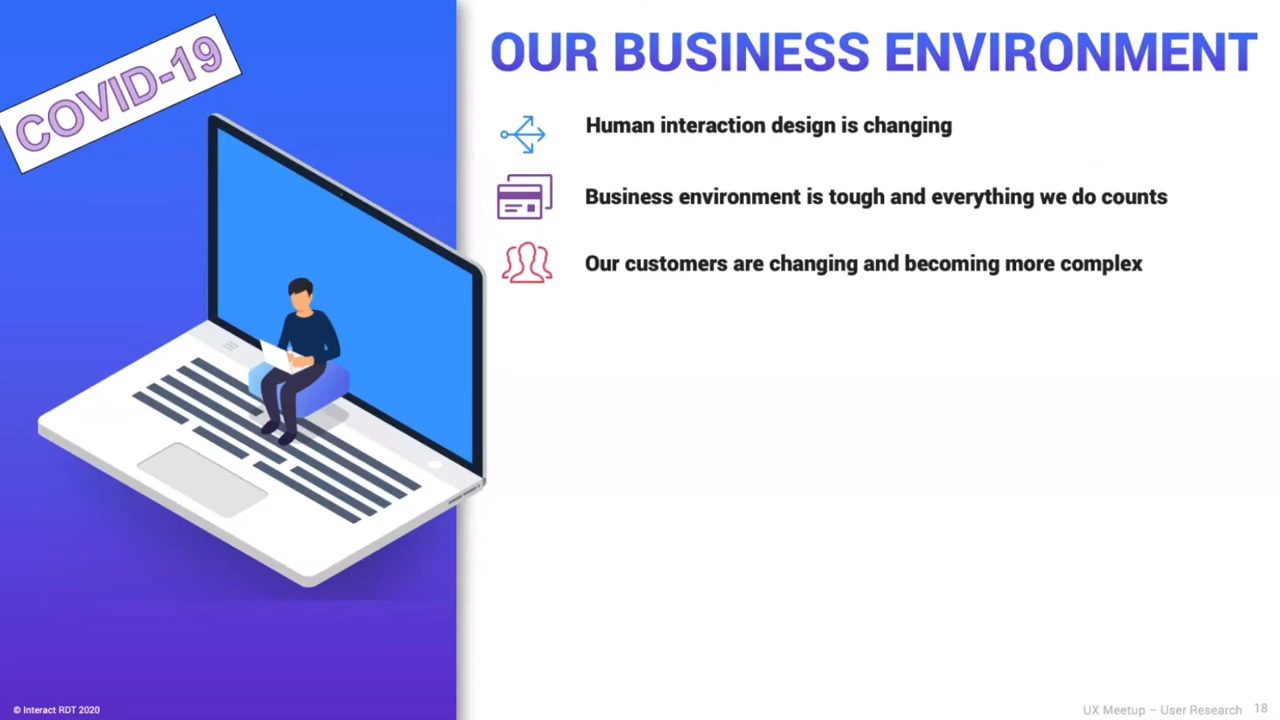 COVID-19
OUR BUSINESS ENVIRONMENT
Human interaction design is changing
Business environment is tough and everything we do counts
Our customers are changing and becoming more complex
© Interact RDT 2020
UX Meetup – User Research 18